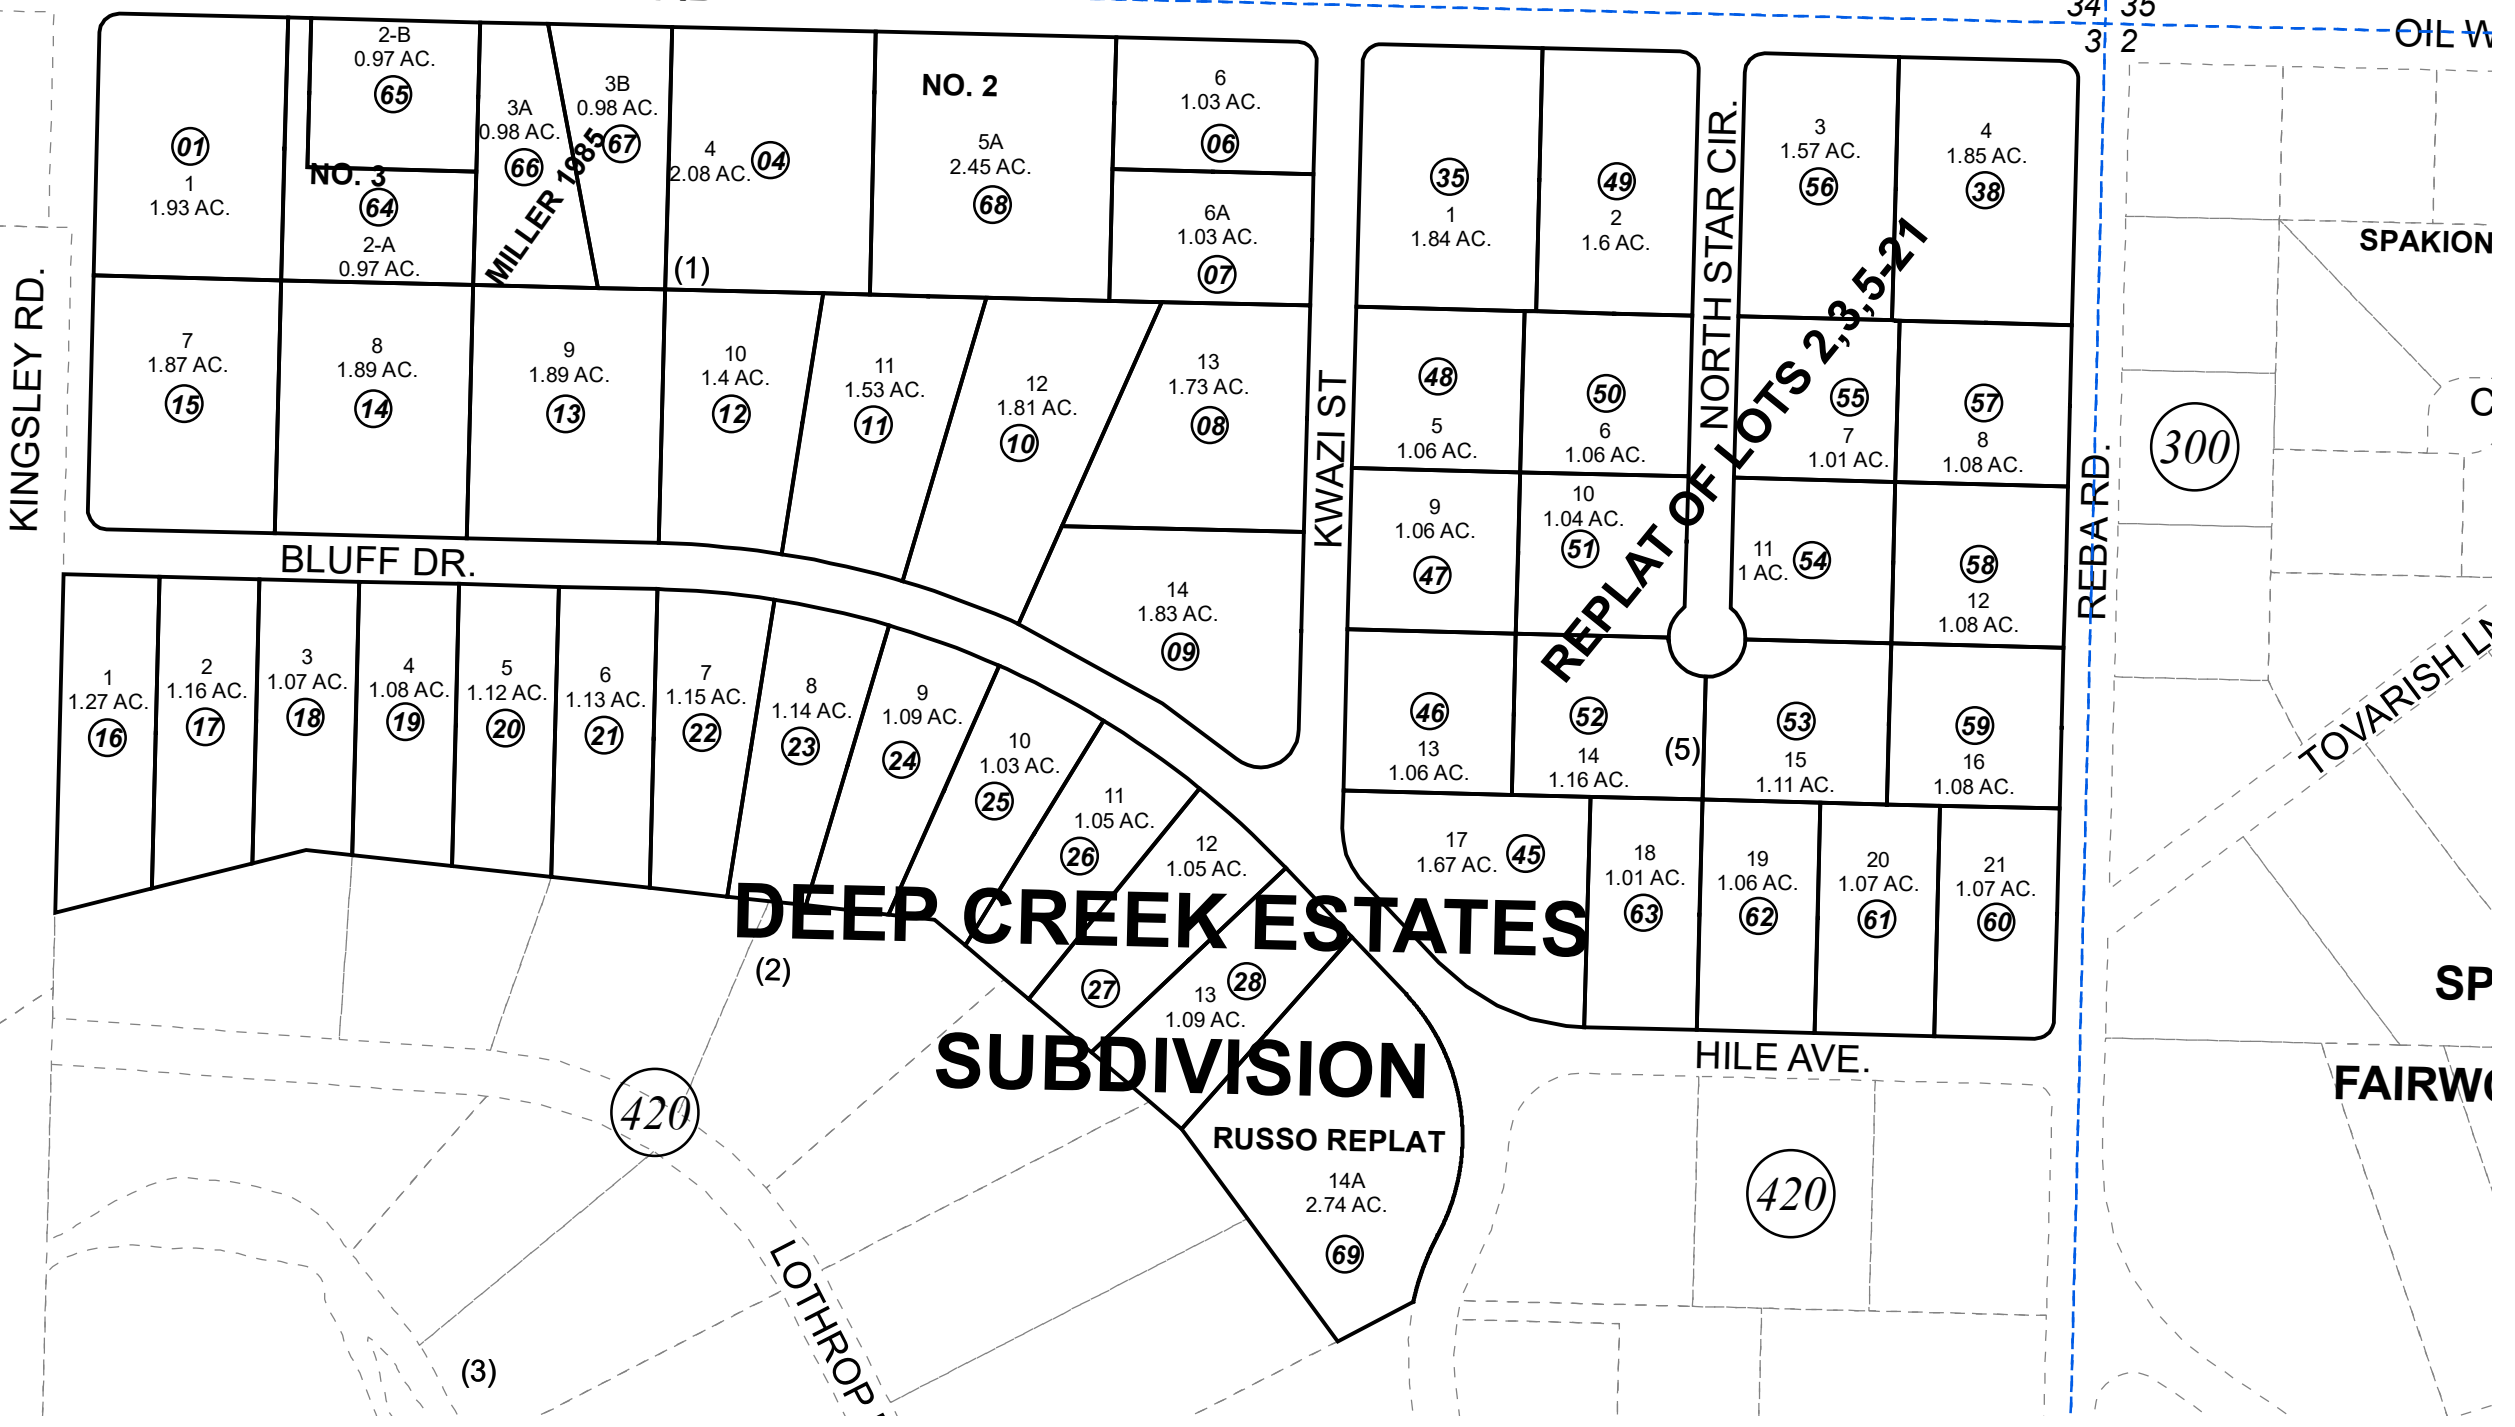 34 35
3 2
OIL W
2-B
0.97 AC.
65
3A
0.98 AC.
66
3B
0.98 AC.
67
NO. 2
6
1.03 AC.
06
01
1
1.93 AC.
NO. 3
64
2-A
0.97 AC.
MILLER 1985
4
2.08 AC.
04
(1)
5A
2.45 AC.
68
6A
1.03 AC.
07
35
1
1.84 AC.
49
2
1.6 AC.
NORTH STAR CIR.
3
1.57 AC.
56
4
1.85 AC.
38
SPAKION
KINGSLEY RD.
7
1.87 AC.
15
8
1.89 AC.
14
9
1.89 AC.
13
10
1.4 AC.
12
11
1.53 AC.
11
12
1.81 AC.
10
13
1.73 AC.
08
KWAZI ST
48
5
1.06 AC.
50
6
1.06 AC.
REPLAT OF LOTS 2,3,5-21
55
7
1.01 AC.
57
8
1.08 AC.
REBA RD.
300
C
BLUFF DR.
14
1.83 AC.
09
9
1.06 AC.
47
10
1.04 AC.
51
11
1 AC.
54
58
12
1.08 AC.
TOVARISH LN
1
1.27 AC.
16
2
1.16 AC.
17
3
1.07 AC.
18
4
1.08 AC.
19
5
1.12 AC.
20
6
1.13 AC.
21
7
1.15 AC.
22
8
1.14 AC.
23
9
1.09 AC.
24
10
1.03 AC.
25
11
1.05 AC.
26
12
1.05 AC.
27
46
13
1.06 AC.
52
14
1.16 AC.
(5)
53
15
1.11 AC.
59
16
1.08 AC.
17
1.67 AC.
45
18
1.01 AC.
63
19
1.06 AC.
62
20
1.07 AC.
61
21
1.07 AC.
60
DEEP CREEK ESTATES
(2)
28
13
1.09 AC.
SP
SUBDIVISION
HILE AVE.
FAIRWO
420
RUSSO REPLAT
14A
2.74 AC.
69
420
LOTHROP
(3)